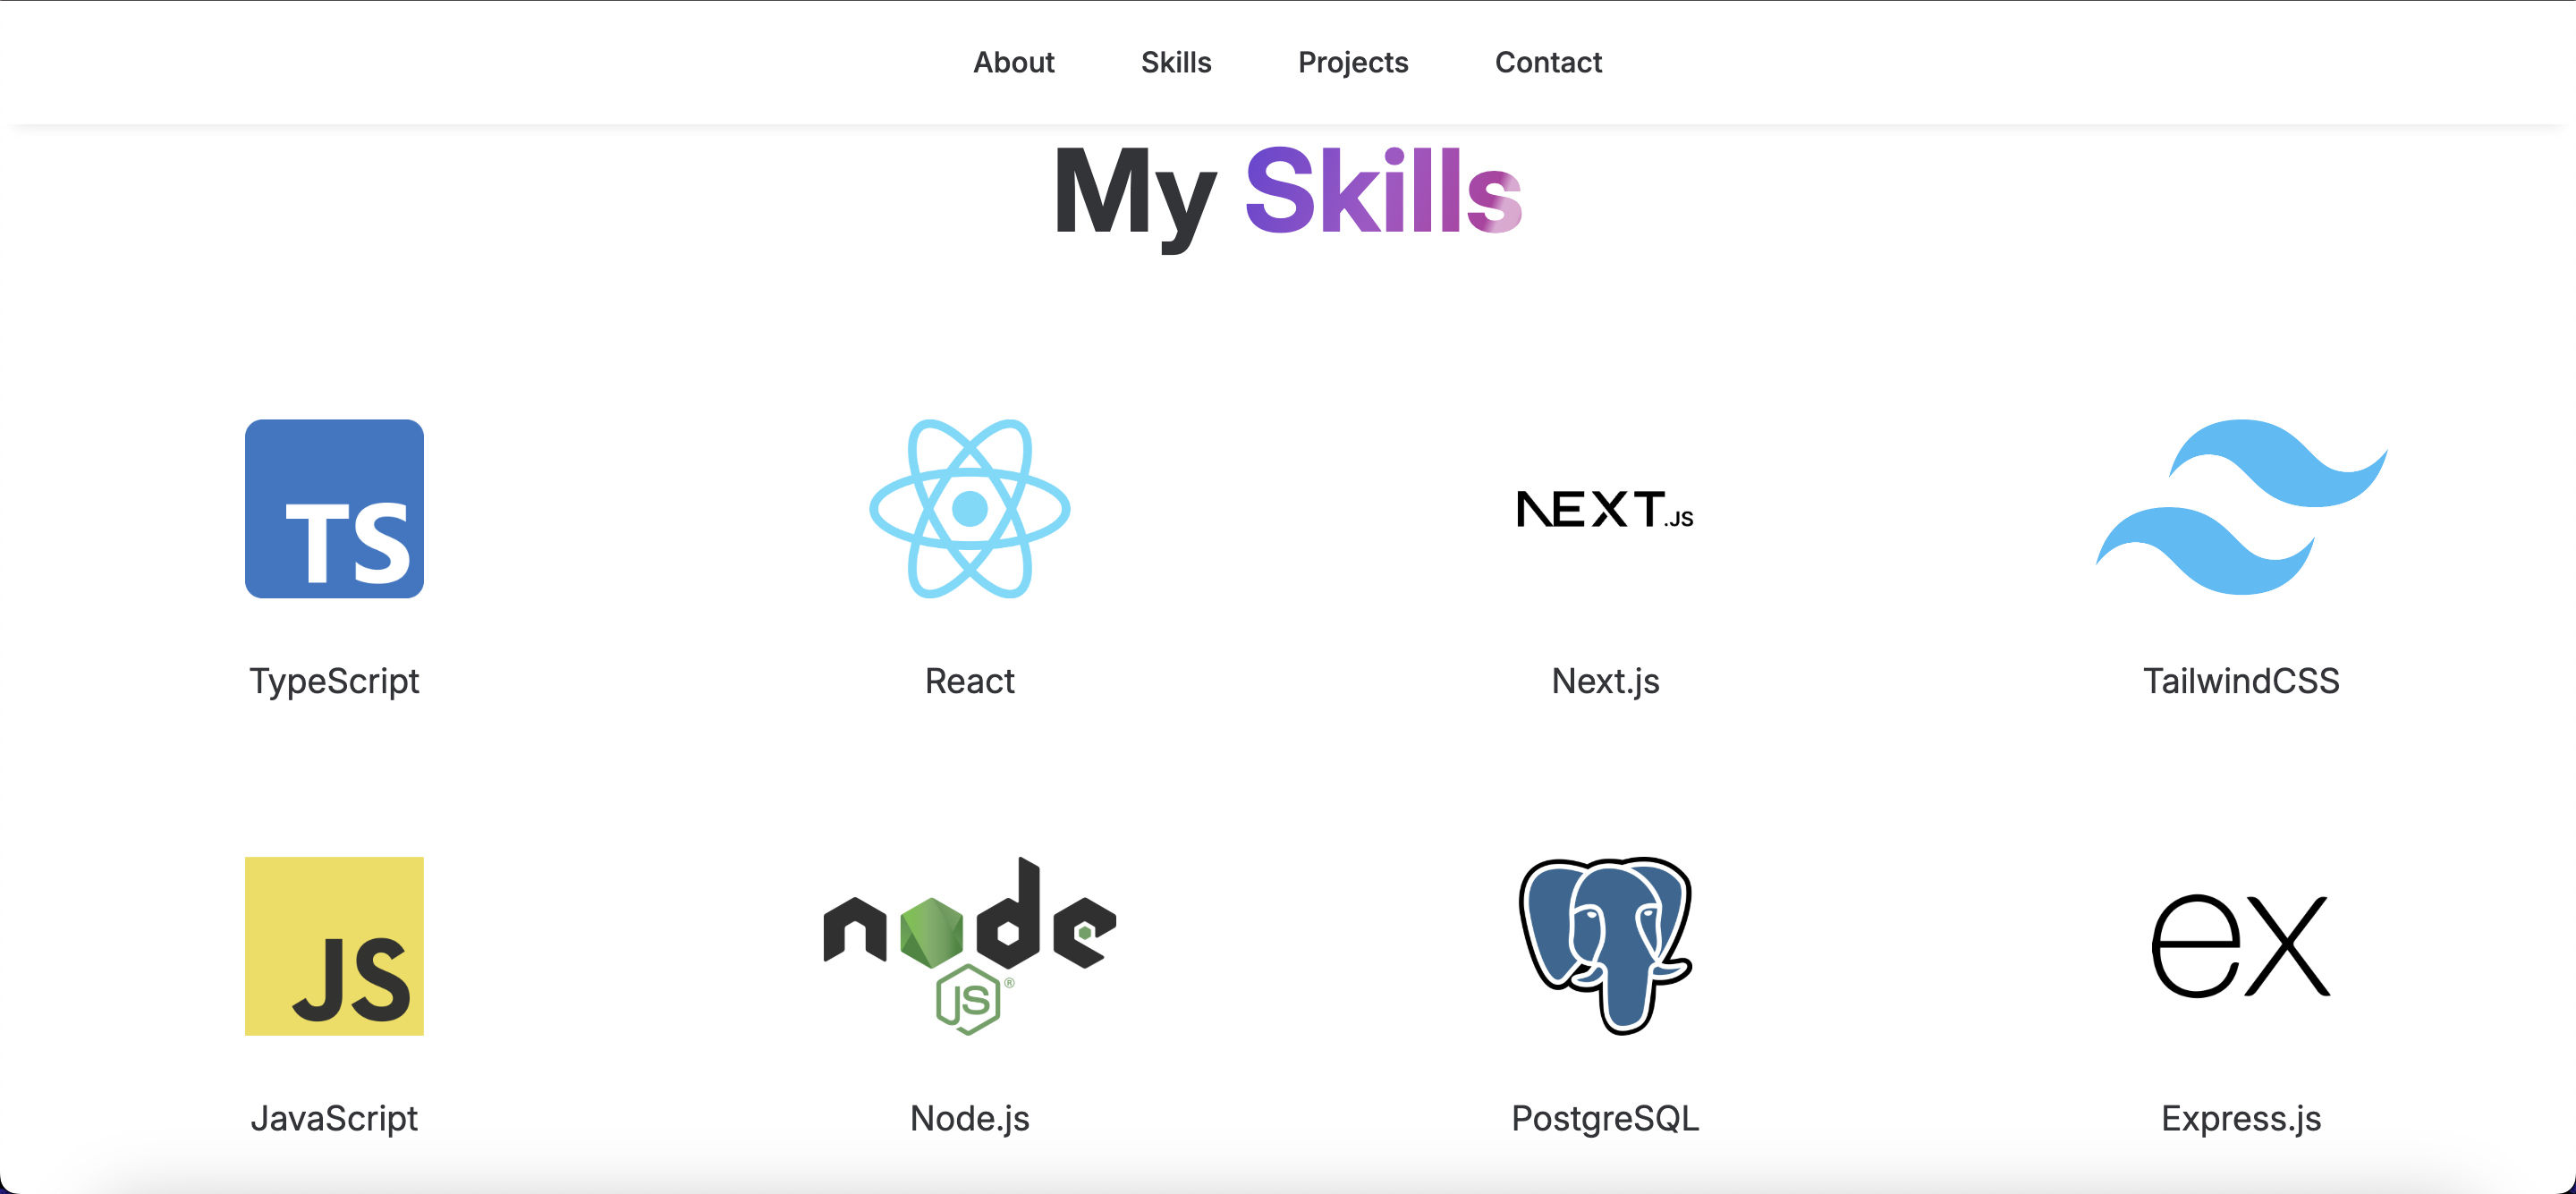 About Skills Projects Contact
My Skills
TS
NEXT.JS
TypeScript React Next.js TailwindCSS
JS
node
JS®
ex
JavaScript Node.js PostgreSQL Express.js